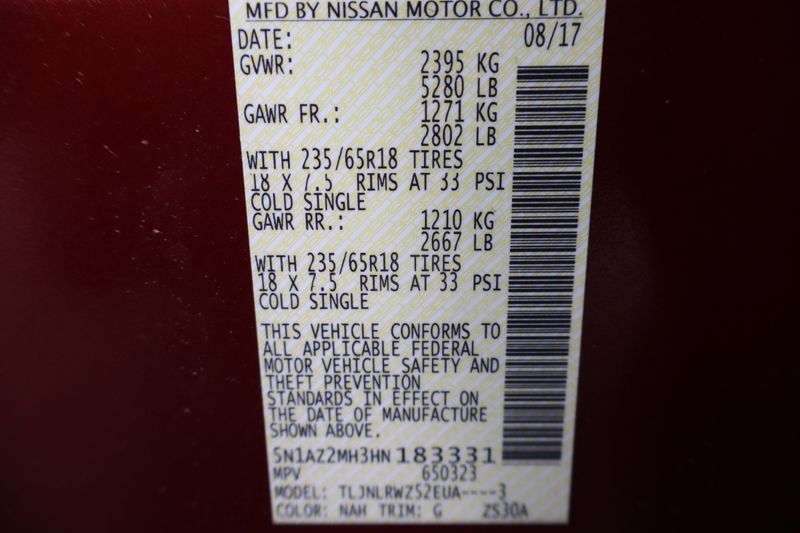 MFD BY NISSAN MOTOR CO., LTD.
DATE: 08/17
GVWR: 2395 KG
5280 LB
GAWR FR.: 1271 KG
2802 LB
WITH 235/65R18 TIRES
18 X 7.5 RIMS AT 33 PSI
COLD SINGLE
GAWR RR.: 1210 KG
2667 LB
WITH 235/65R18 TIRES
18 X 7.5 RIMS AT 33 PSI
COLD SINGLE
THIS VEHICLE CONFORMS TO
ALL APPLICABLE FEDERAL
MOTOR VEHICLE SAFETY AND
THEFT PREVENTION
STANDARDS IN EFFECT ON
THE DATE OF MANUFACTURE
SHOWN ABOVE.
5N1AZ2MH3HN183331
MPV 650323
MODEL: TLJNLRWZ52EUA----3
COLOR: NAH TRIM: G ZS30A